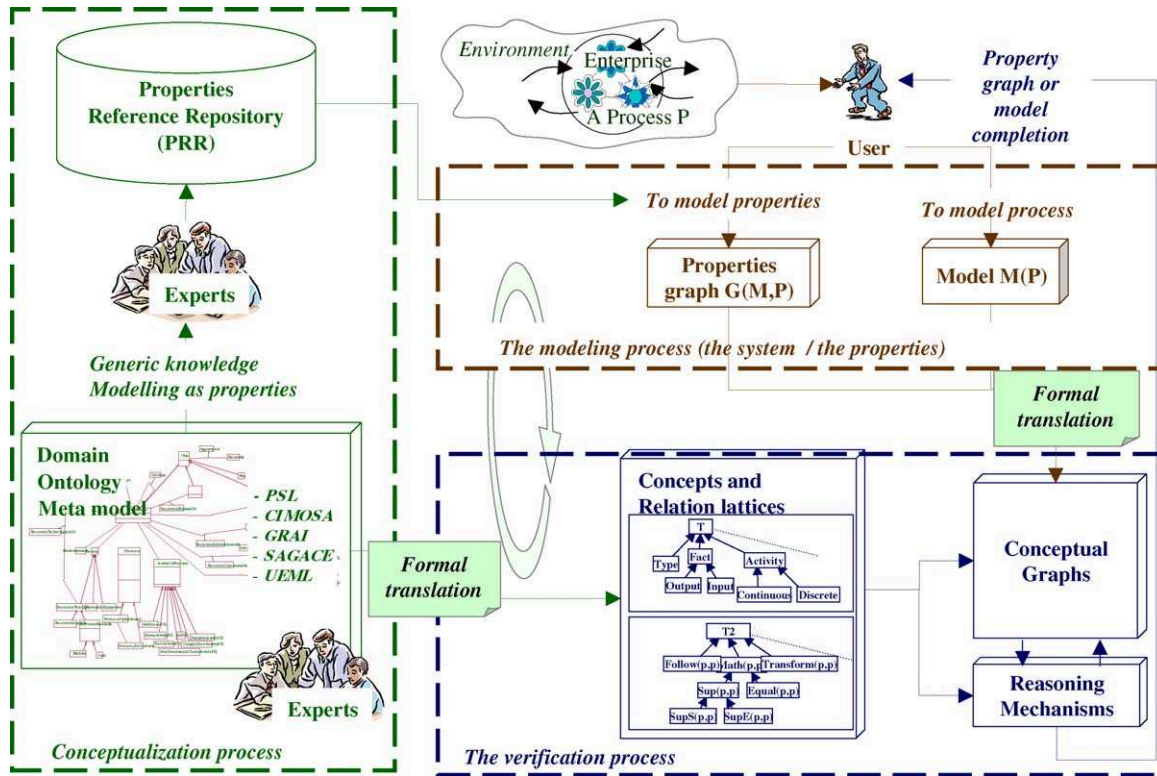 Properties
Reference Repository
(PRR)
Experts
Generic knowledge
Modelling as properties
Domain
Ontology
Meta model
- PSL
- CIMOSA
- GRAI
- SAGACE
- UEML
Experts
Conceptualization process
Environment
Enterprise
A Process P
User
Property
graph or
model
completion
To model properties
To model process
Properties
graph G(M,P)
Model M(P)
The modeling process (the system / the properties)
Formal
translation
Formal
translation
Concepts and
Relation lattices
T
Type
Fact
Activity
Output
Input
Continuous
Discrete
T2
Follow(p,p)
Math(p,p)
Transform(p,p)
Sup(p,p)
Equal(p,p)
SupS(p,p)
SupE(p,p)
Conceptual
Graphs
Reasoning
Mechanisms
The verification process